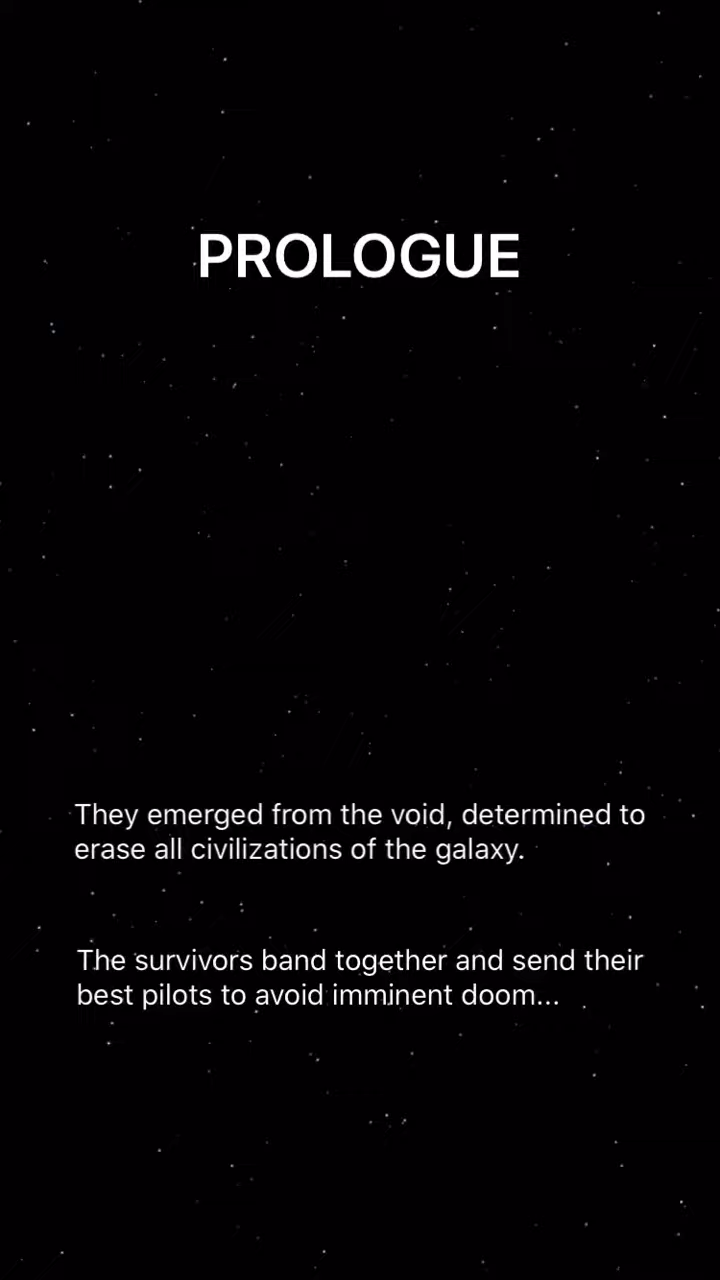 PROLOGUE
They emerged from the void, determined to
erase all civilizations of the galaxy.
The survivors band together and send their
best pilots to avoid imminent doom...